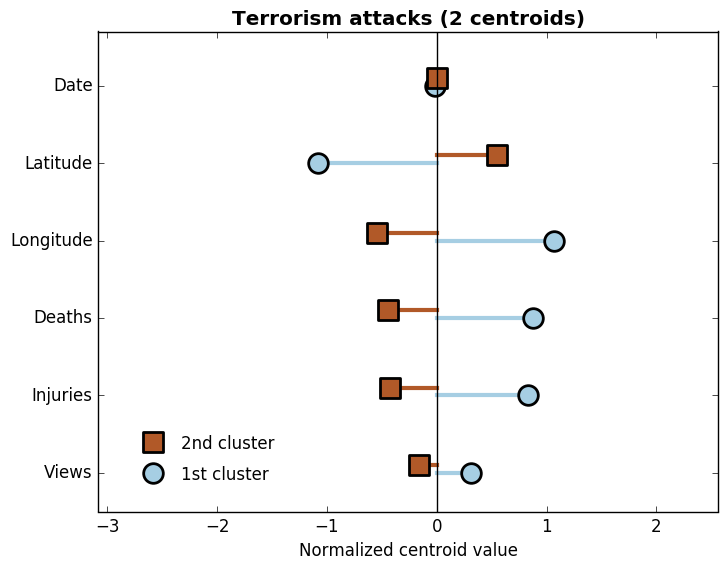 Terrorism attacks (2 centroids)
Date
Latitude
Longitude
Deaths
Injuries
Views
2nd cluster
1st cluster
−3 −2 −1 0 1 2
Normalized centroid value